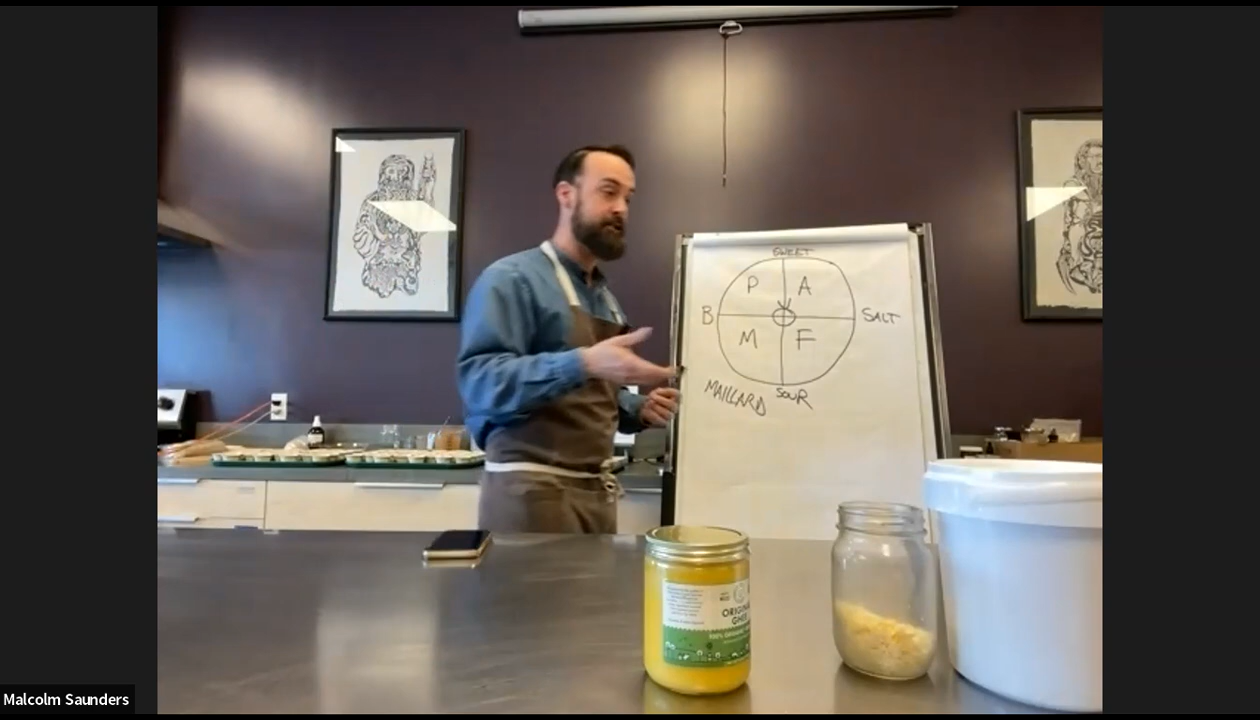 SWEET
P A
B SALT
M F
MAILLARD SOUR
ORIGINAL
GHEE
Malcolm Saunders